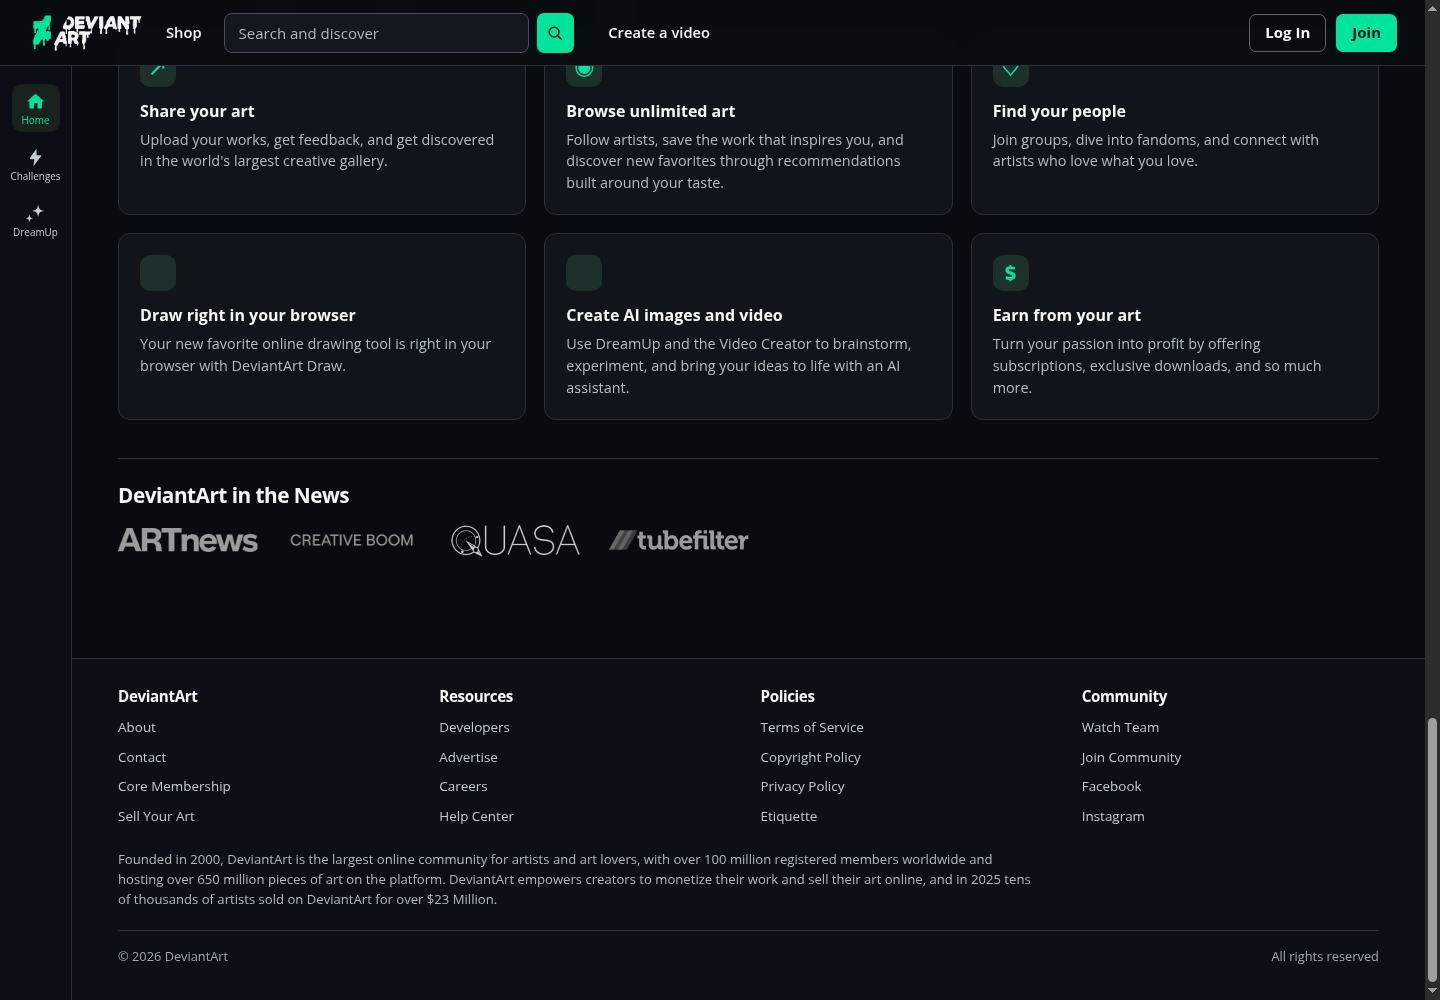 DEVIANT
ART
Shop
Search and discover
Create a video
Log In
Join
Home
Challenges
DreamUp
Share your art
Upload your works, get feedback, and get discovered
in the world's largest creative gallery.
Browse unlimited art
Follow artists, save the work that inspires you, and
discover new favorites through recommendations
built around your taste.
Find your people
Join groups, dive into fandoms, and connect with
artists who love what you love.
Draw right in your browser
Your new favorite online drawing tool is right in your
browser with DeviantArt Draw.
Create AI images and video
Use DreamUp and the Video Creator to brainstorm,
experiment, and bring your ideas to life with an AI
assistant.
$
Earn from your art
Turn your passion into profit by offering
subscriptions, exclusive downloads, and so much
more.
DeviantArt in the News
ARTnews
CREATIVE BOOM
QUASA
tubefilter
DeviantArt
About
Contact
Core Membership
Sell Your Art
Resources
Developers
Advertise
Careers
Help Center
Policies
Terms of Service
Copyright Policy
Privacy Policy
Etiquette
Community
Watch Team
Join Community
Facebook
Instagram
Founded in 2000, DeviantArt is the largest online community for artists and art lovers, with over 100 million registered members worldwide and
hosting over 650 million pieces of art on the platform. DeviantArt empowers creators to monetize their work and sell their art online, and in 2025 tens
of thousands of artists sold on DeviantArt for over $23 Million.
© 2026 DeviantArt
All rights reserved